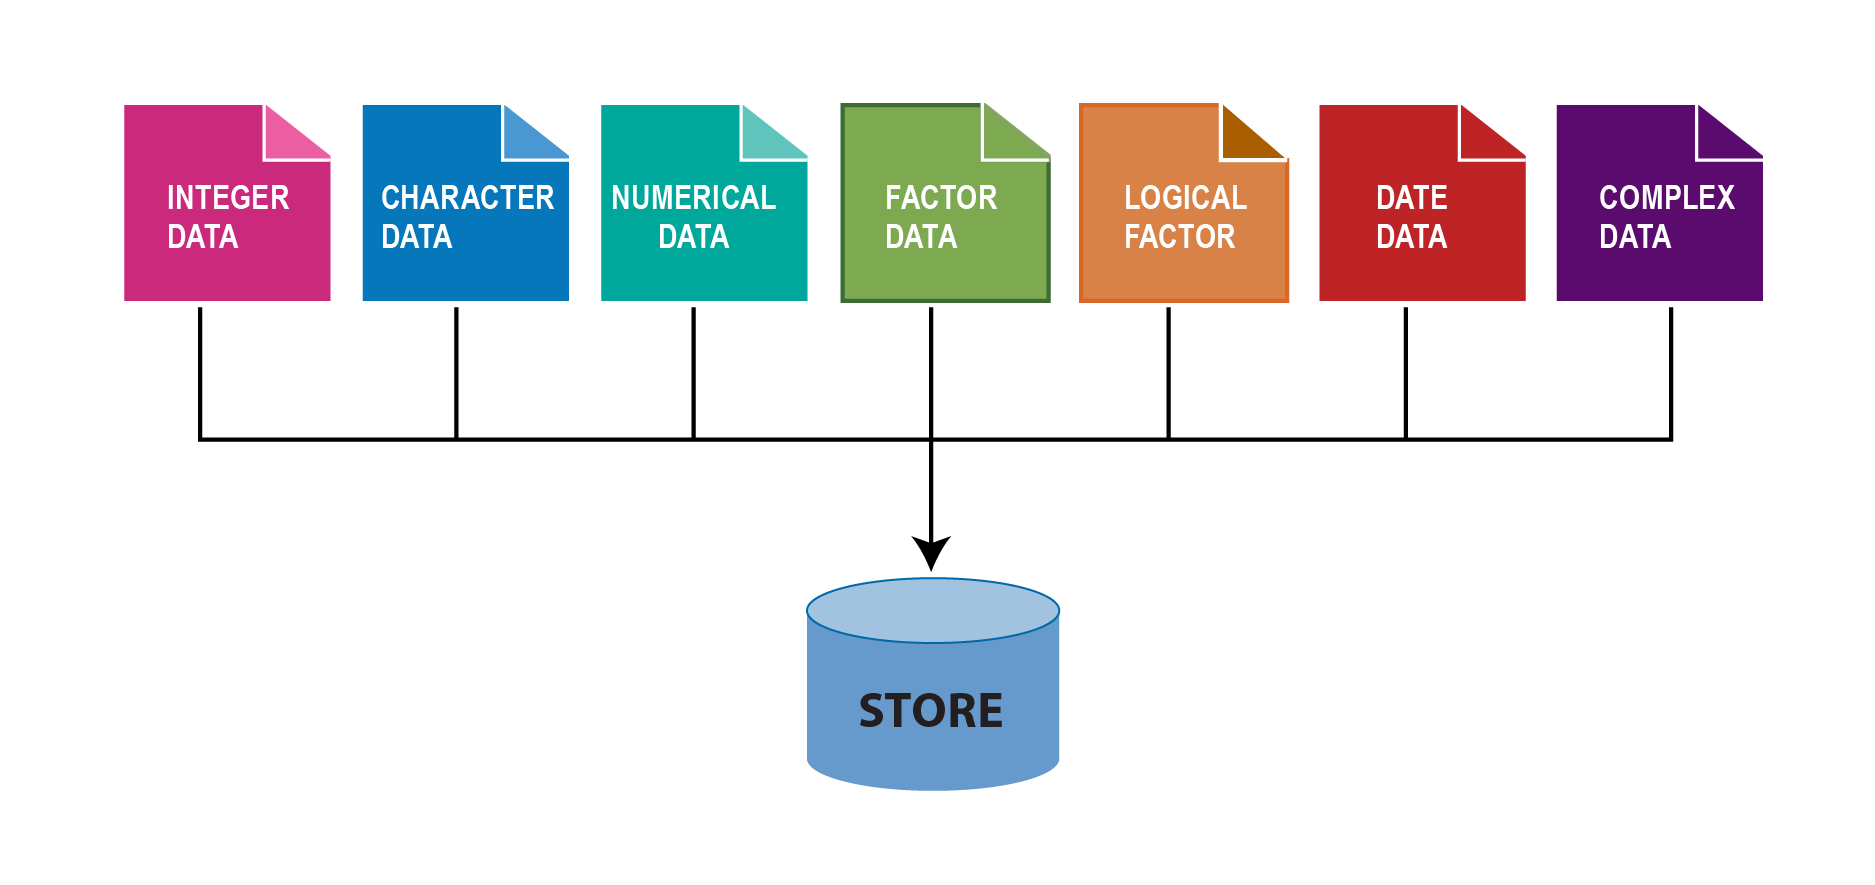 INTEGER
DATA
CHARACTER
DATA
NUMERICAL
DATA
FACTOR
DATA
LOGICAL
FACTOR
DATE
DATA
COMPLEX
DATA
STORE